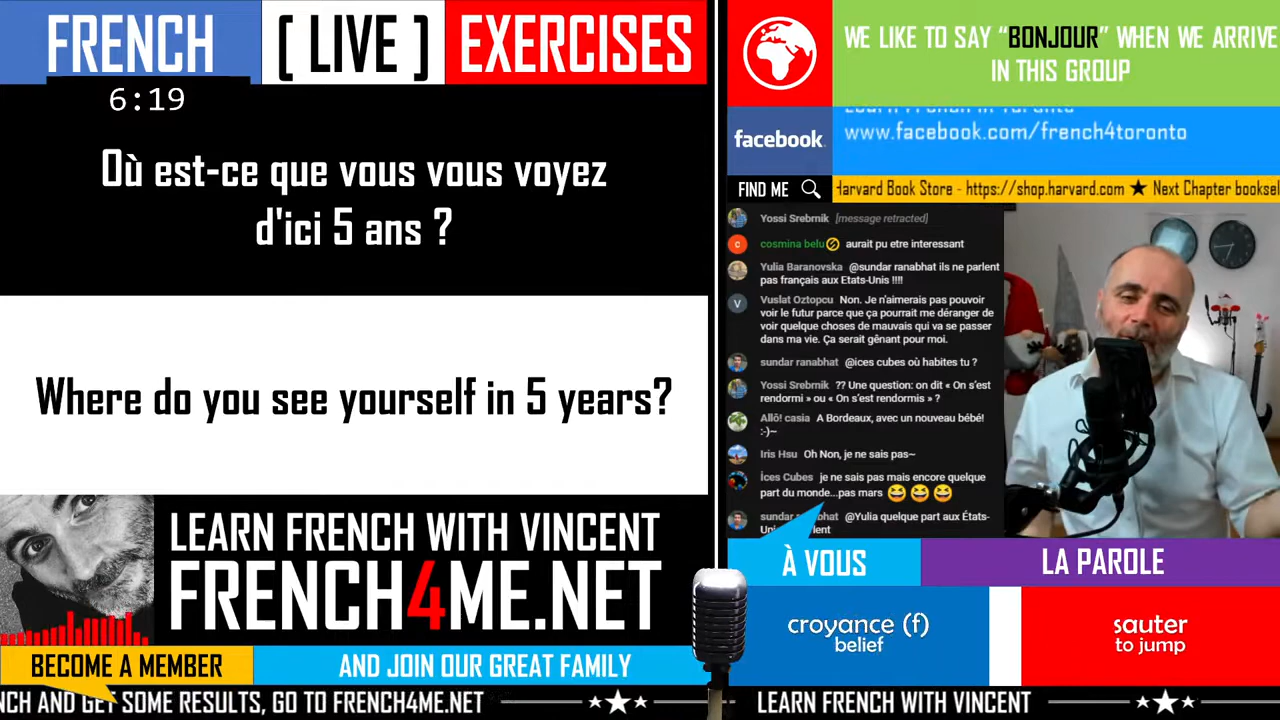 FRENCH [ LIVE ] EXERCISES
6:19
Où est-ce que vous vous voyez
d'ici 5 ans ?
Where do you see yourself in 5 years?
LEARN FRENCH WITH VINCENT
FRENCH4ME.NET
BECOME A MEMBER
AND JOIN OUR GREAT FAMILY
NCH AND GET SOME RESULTS, GO TO FRENCH4ME.NET
LEARN FRENCH WITH VINCENT
WE LIKE TO SAY “BONJOUR” WHEN WE ARRIVE
IN THIS GROUP
facebook.
Learn French in Toronto
www.facebook.com/french4toronto
FIND ME
Harvard Book Store - https://shop.harvard.com ★ Next Chapter booksel
Yossi Srebrnik [message retracted]
c cosmina belu aurait pu etre interessant
Yulia Baranovska @sundar ranabhat ils ne parlent
pas français aux Etats-Unis !!!!
V Vuslat Oztopcu Non. Je n'aimerais pas pouvoir
voir le futur parce que ça pourrait me déranger de
voir quelque choses de mauvais qui va se passer
dans ma vie. Ça serait gênant pour moi.
sundar ranabhat @ices cubes où habites tu ?
Yossi Srebrnik ?? Une question: on dit « On s’est
rendormi » ou « On s’est rendormis » ?
Allô! casia A Bordeaux, avec un nouveau bébé!
:-)~
Iris Hsu Oh Non, je ne sais pas~
İces Cubes je ne sais pas mais encore quelque
part du monde...pas mars 😆😆😆
@Yulia quelque part aux États-
À VOUS LA PAROLE
croyance (f)
belief
sauter
to jump